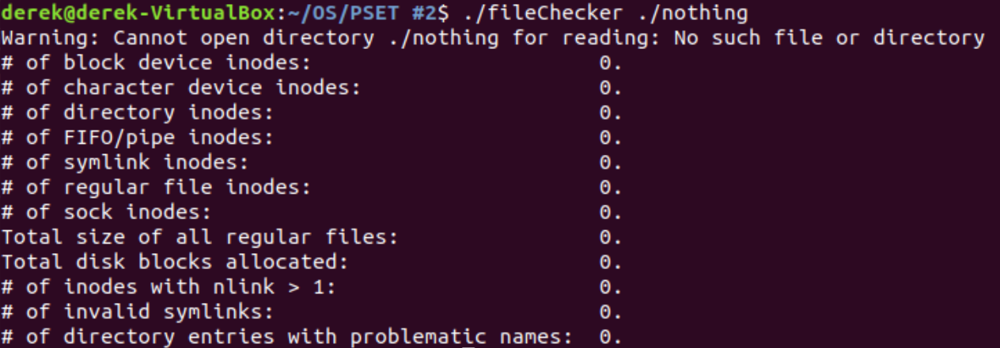 derek@derek-VirtualBox:~/OS/PSET #2$ ./fileChecker ./nothing
Warning: Cannot open directory ./nothing for reading: No such file or directory
# of block device inodes: 0.
# of character device inodes: 0.
# of directory inodes: 0.
# of FIFO/pipe inodes: 0.
# of symlink inodes: 0.
# of regular file inodes: 0.
# of sock inodes: 0.
Total size of all regular files: 0.
Total disk blocks allocated: 0.
# of inodes with nlink > 1: 0.
# of invalid symlinks: 0.
# of directory entries with problematic names: 0.